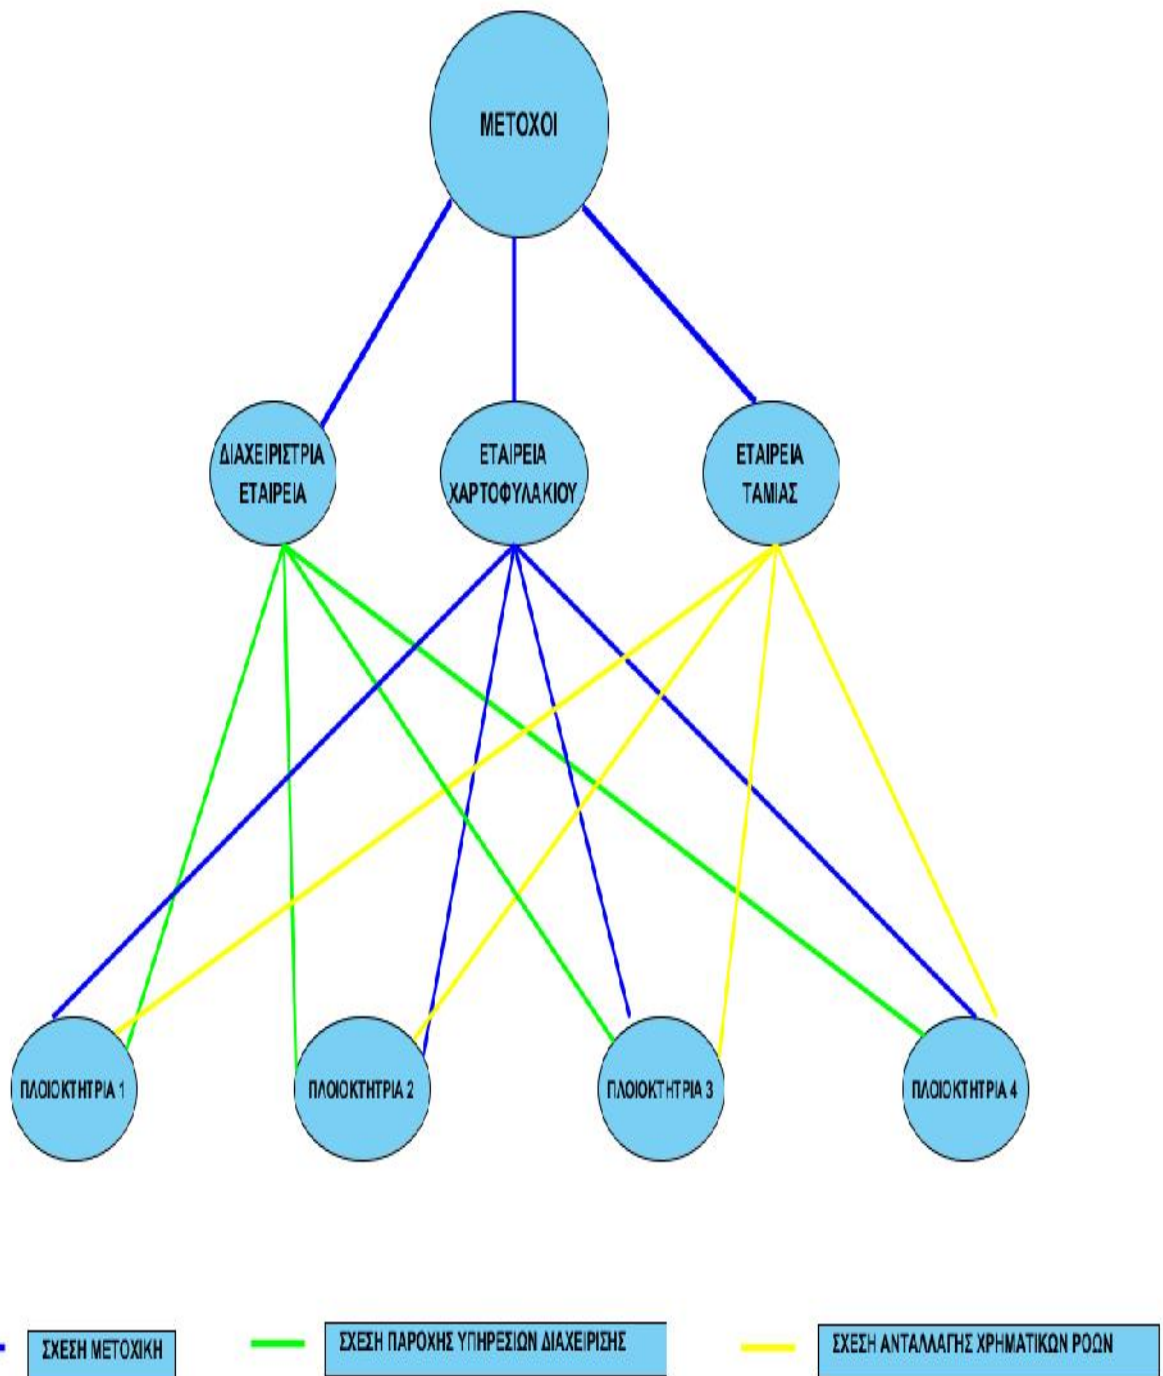 ΜΕΤΟΧΟΙ
ΔΙΑΧΕΙΡΙΣΤΡΙΑ
ΕΤΑΙΡΕΙΑ
ΕΤΑΙΡΕΙΑ
ΧΑΡΤΟΦΥΛΑΚΙΟΥ
ΕΤΑΙΡΕΙΑ
ΤΑΜΙΑΣ
ΠΛΟΙΟΚΤΗΤΡΙΑ 1
ΠΛΟΙΟΚΤΗΤΡΙΑ 2
ΠΛΟΙΟΚΤΗΤΡΙΑ 3
ΠΛΟΙΟΚΤΗΤΡΙΑ 4
ΣΧΕΣΗ ΜΕΤΟΧΙΚΗ
ΣΧΕΣΗ ΠΑΡΟΧΗΣ ΥΠΗΡΕΣΙΩΝ ΔΙΑΧΕΙΡΙΣΗΣ
ΣΧΕΣΗ ΑΝΤΑΛΛΑΓΗΣ ΧΡΗΜΑΤΙΚΩΝ ΡΟΩΝ